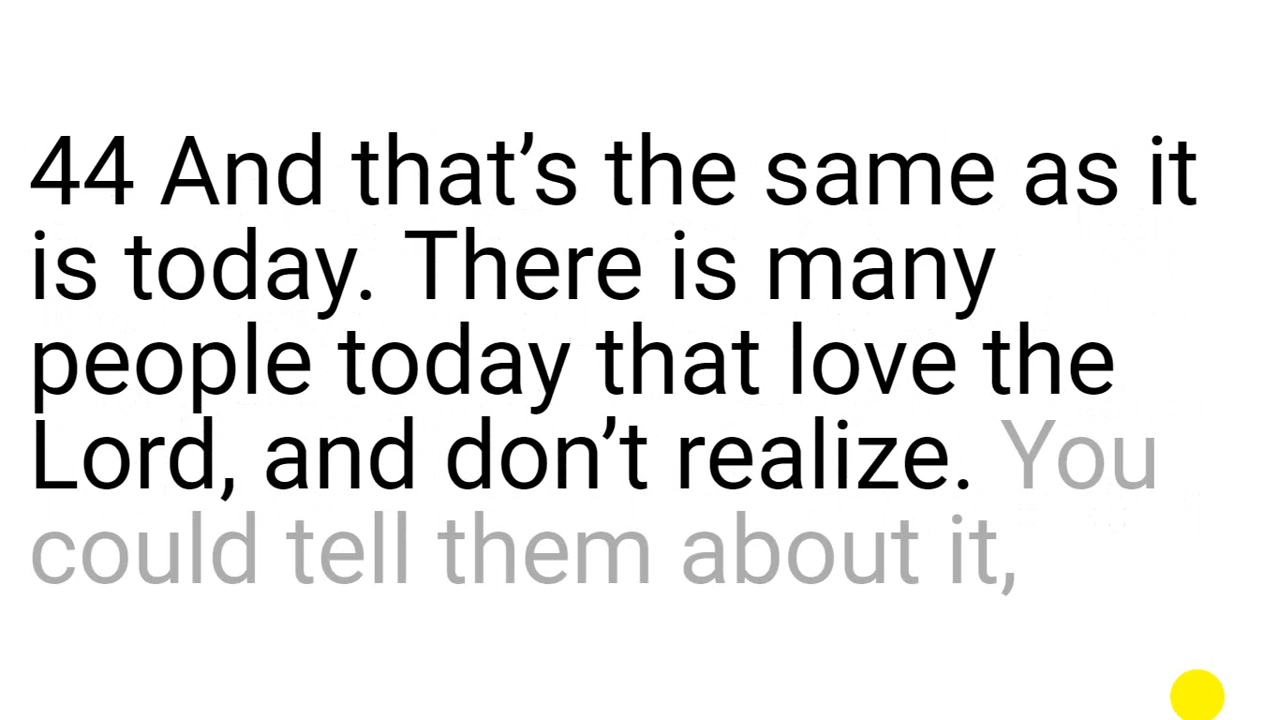 44 And that’s the same as it
is today. There is many
people today that love the
Lord, and don’t realize. You
could tell them about it,